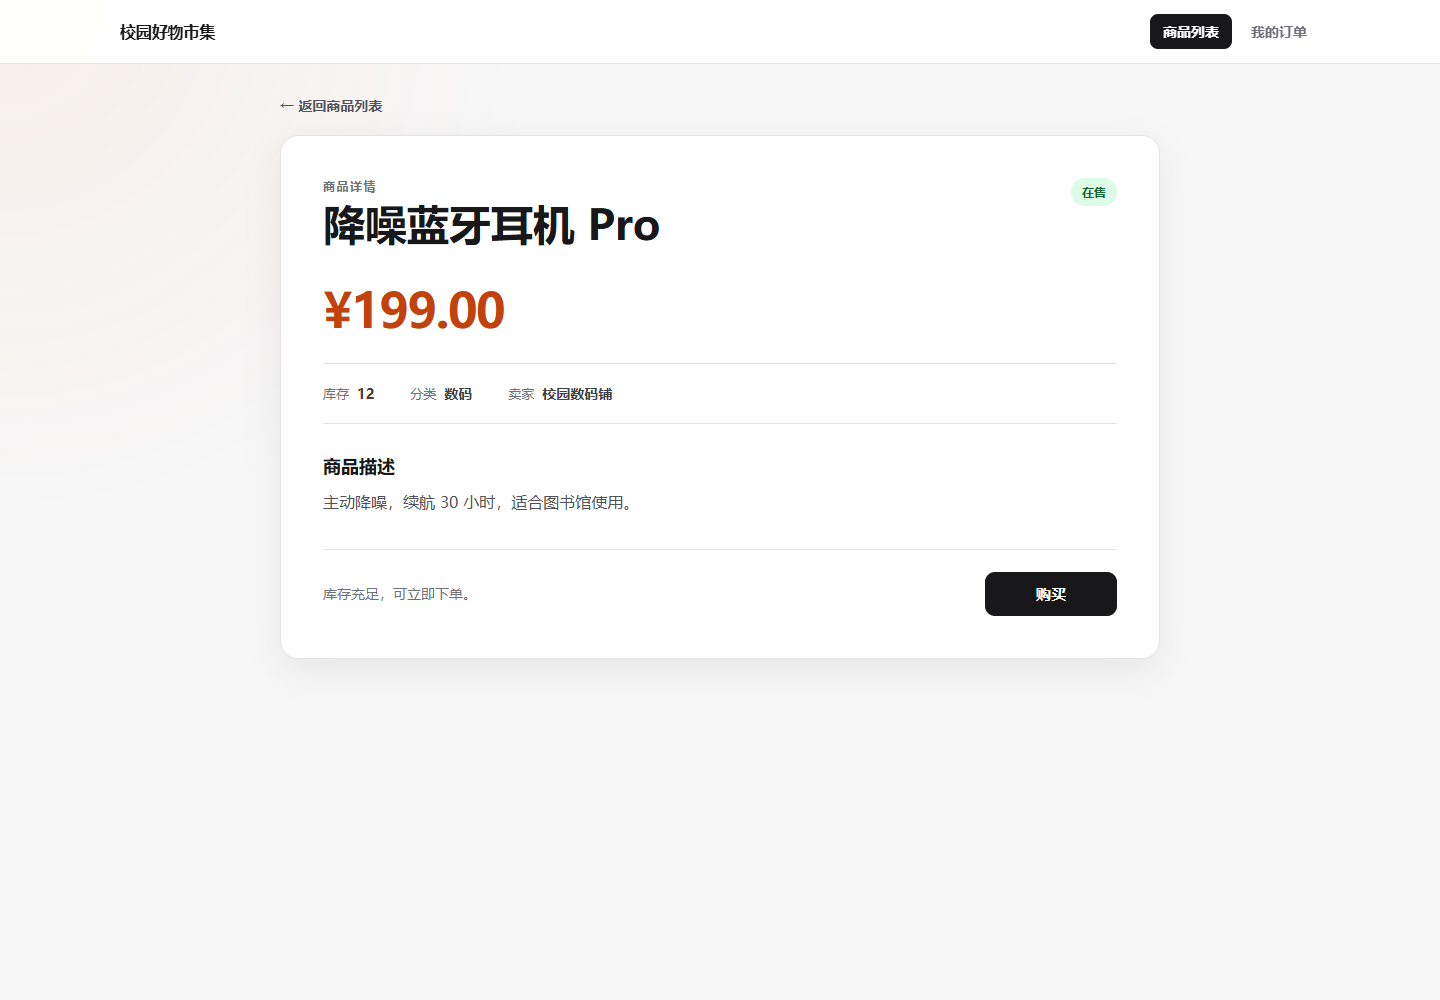 校园好物市集
商品列表
我的订单
← 返回商品列表
商品详情
在售
降噪蓝牙耳机 Pro
¥199.00
库存 12
分类 数码
卖家 校园数码铺
商品描述
主动降噪，续航 30 小时，适合图书馆使用。
库存充足，可立即下单。
购买